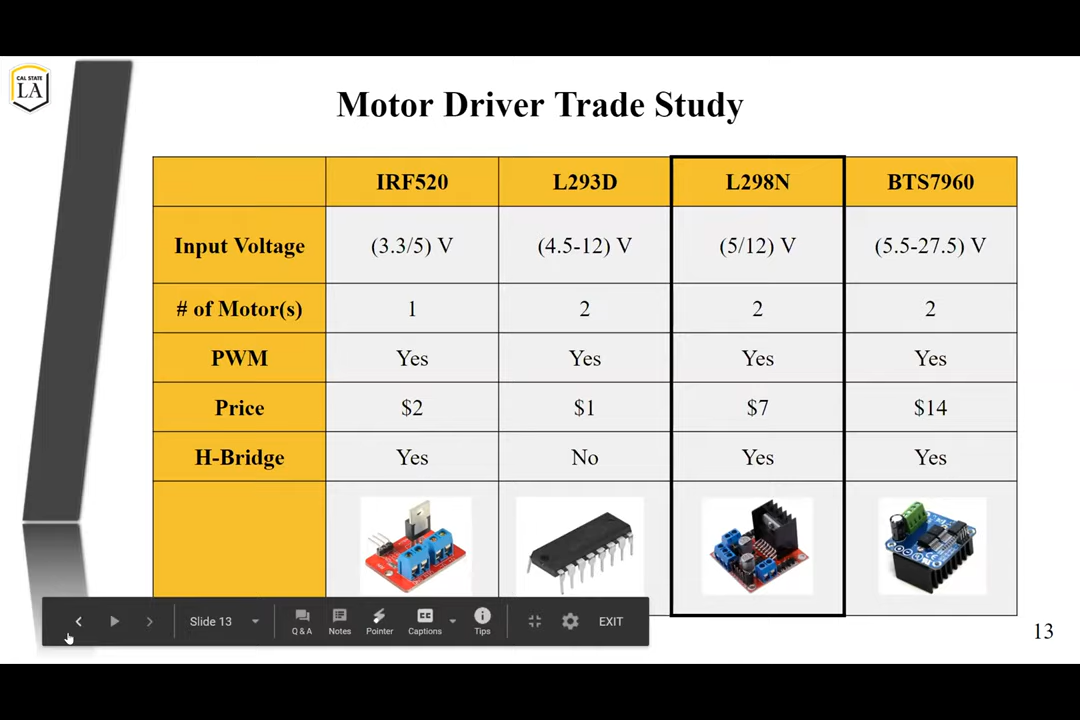 CAL STATE
LA
Motor Driver Trade Study
IRF520 L293D L298N BTS7960
Input Voltage (3.3/5) V (4.5-12) V (5/12) V (5.5-27.5) V
# of Motor(s) 1 2 2 2
PWM Yes Yes Yes Yes
Price $2 $1 $7 $14
H-Bridge Yes No Yes Yes
Slide 13 Q & A Notes Pointer CC Captions Tips EXIT
13